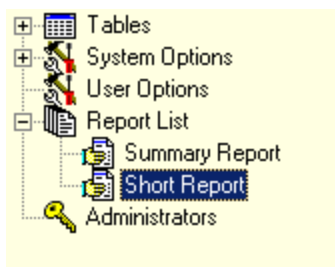 Tables
System Options
User Options
Report List
Summary Report
Short Report
Administrators